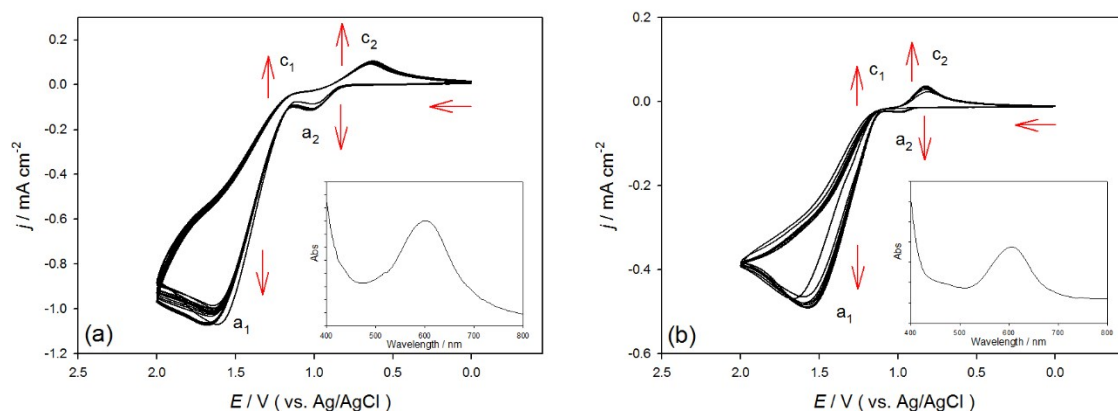 0.2
0.0
-0.2
-0.4
-0.6
-0.8
-1.0
-1.2
j / mA cm-2
c1
c2
a2
a1
(a)
Abs
400 500 600 700 800
Wavelength / nm
2.0 1.5 1.0 0.5 0.0
E / V ( vs. Ag/AgCl )
0.2
0.0
-0.2
-0.4
-0.6
j / mA cm-2
c1
c2
a2
a1
(b)
Abs
400 500 600 700 800
Wavelength / nm
2.0 1.5 1.0 0.5 0.0
E / V ( vs. Ag/AgCl )